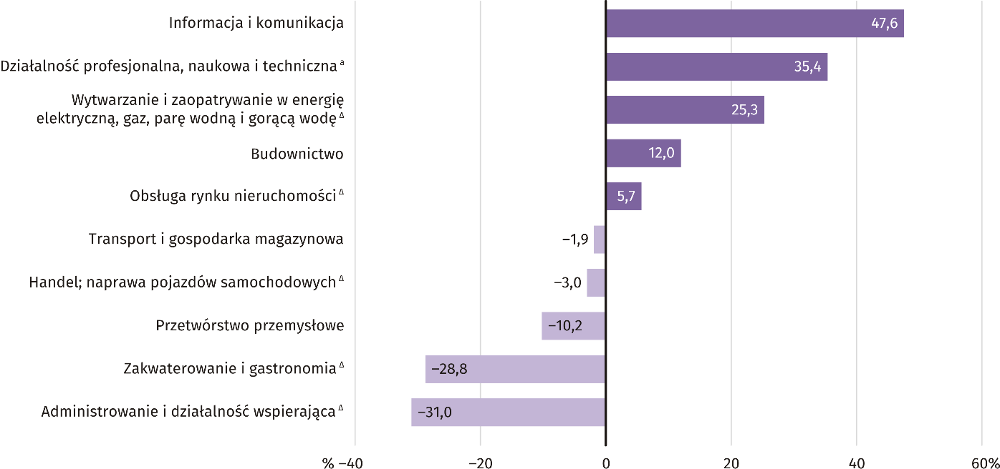 Informacja i komunikacja 47,6
Działalność profesjonalna, naukowa i techniczna ᵃ 35,4
Wytwarzanie i zaopatrywanie w energię
elektryczną, gaz, parę wodną i gorącą wodę ᐃ 25,3
Budownictwo 12,0
Obsługa rynku nieruchomości ᐃ 5,7
Transport i gospodarka magazynowa –1,9
Handel; naprawa pojazdów samochodowych ᐃ –3,0
Przetwórstwo przemysłowe –10,2
Zakwaterowanie i gastronomia ᐃ –28,8
Administrowanie i działalność wspierająca ᐃ –31,0
% –40 –20 0 20 40 60%